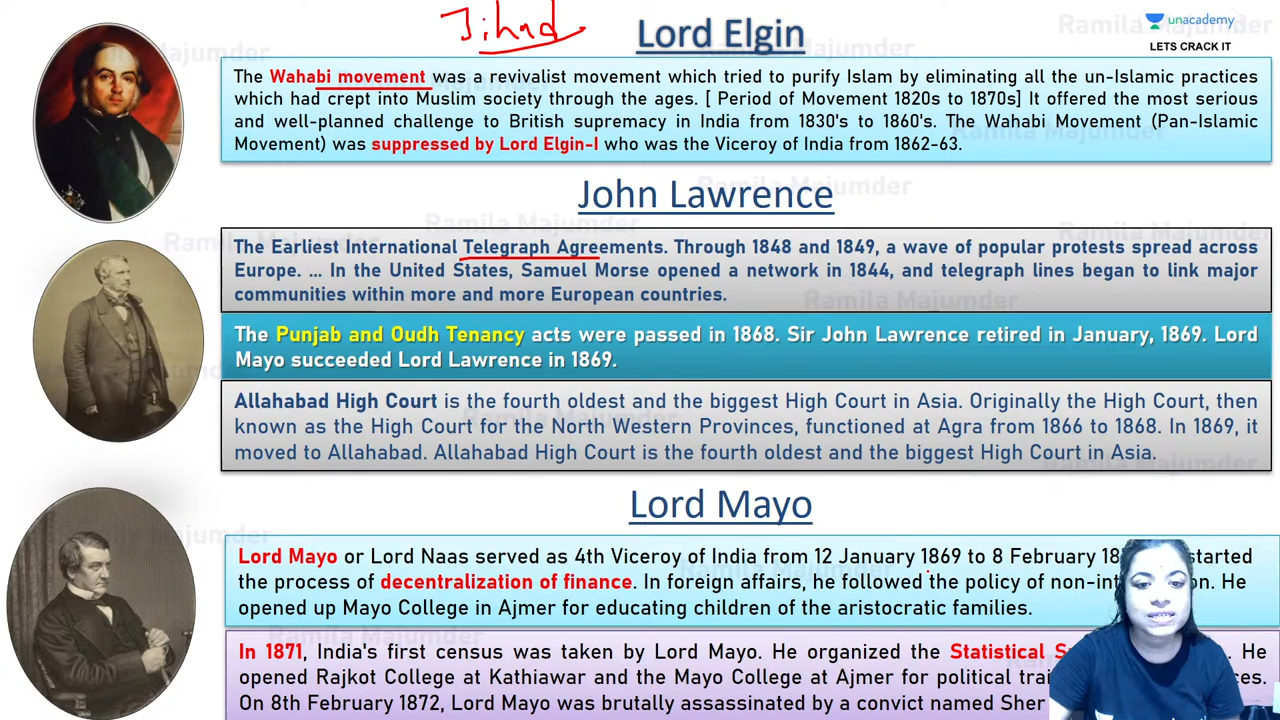 Jihad
Lord Elgin
unacademy
LETS CRACK IT
The Wahabi movement was a revivalist movement which tried to purify Islam by eliminating all the un-Islamic practices
which had crept into Muslim society through the ages. [ Period of Movement 1820s to 1870s] It offered the most serious
and well-planned challenge to British supremacy in India from 1830's to 1860's. The Wahabi Movement (Pan-Islamic
Movement) was suppressed by Lord Elgin-I who was the Viceroy of India from 1862-63.
John Lawrence
The Earliest International Telegraph Agreements. Through 1848 and 1849, a wave of popular protests spread across
Europe. ... In the United States, Samuel Morse opened a network in 1844, and telegraph lines began to link major
communities within more and more European countries.
The Punjab and Oudh Tenancy acts were passed in 1868. Sir John Lawrence retired in January, 1869. Lord
Mayo succeeded Lord Lawrence in 1869.
Allahabad High Court is the fourth oldest and the biggest High Court in Asia. Originally the High Court, then
known as the High Court for the North Western Provinces, functioned at Agra from 1866 to 1868. In 1869, it
moved to Allahabad. Allahabad High Court is the fourth oldest and the biggest High Court in Asia.
Lord Mayo
Lord Mayo or Lord Naas served as 4th Viceroy of India from 12 January 1869 to 8 February started
the process of decentralization of finance. In foreign affairs, he followed the policy of He
opened up Mayo College in Ajmer for educating children of the aristocratic families.
In 1871, India's first census was taken by Lord Mayo. He organized the Statistical He
opened Rajkot College at Kathiawar and the Mayo College at Ajmer for political
On 8th February 1872, Lord Mayo was brutally assassinated by a convict named Sher
Ramila Majumder